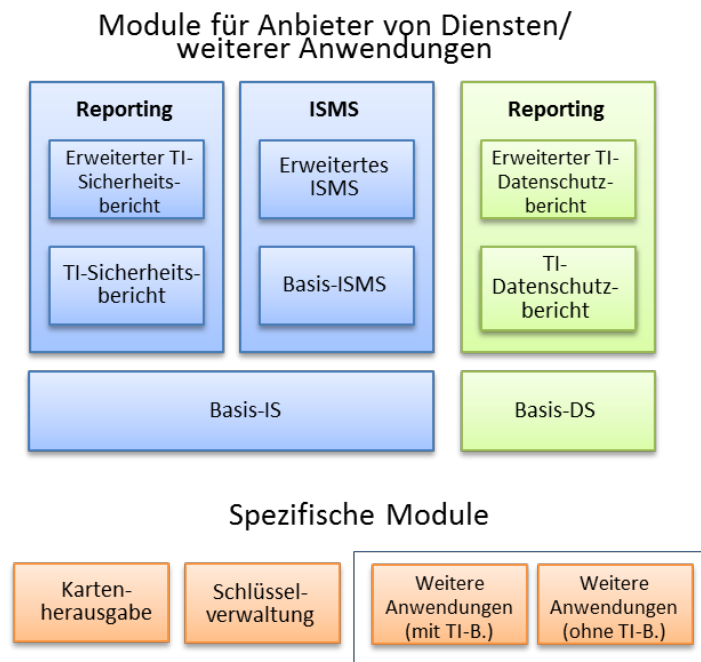 Module für Anbieter von Diensten/
weiterer Anwendungen
Reporting
Erweiterter TI-
Sicherheits-
bericht
TI-Sicherheits-
bericht
ISMS
Erweitertes
ISMS
Basis-ISMS
Reporting
Erweiterter TI-
Datenschutz-
bericht
TI-
Datenschutz-
bericht
Basis-IS
Basis-DS
Spezifische Module
Karten-
herausgabe
Schlüssel-
verwaltung
Weitere
Anwendungen
(mit TI-B.)
Weitere
Anwendungen
(ohne TI-B.)